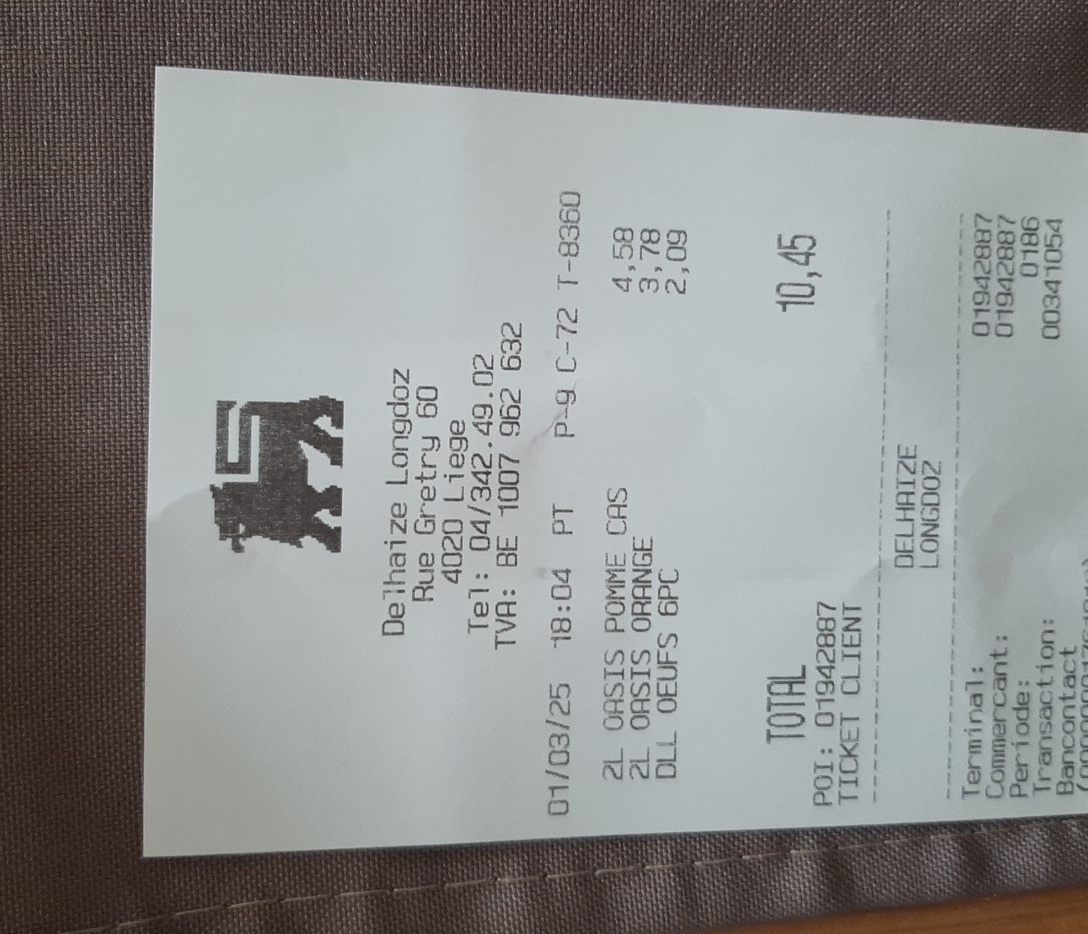 Delhaize Longdoz
Rue Gretry 60
4020 Liege
Tel: 04/342.49.02
TVA: BE 1007 962 632
01/03/25 18:04 PT P-g C-72 T-8360
2L OASIS POMME CAS 4,58
2L OASIS ORANGE 3,78
DLL OEUFS 6PC 2,09
TOTAL 10,45
POI: 01942887
TICKET CLIENT
DELHAIZE
LONGDOZ
Terminal: 01942887
Commercant: 01942887
Periode: 0186
Transaction: 00341054
Bancontact